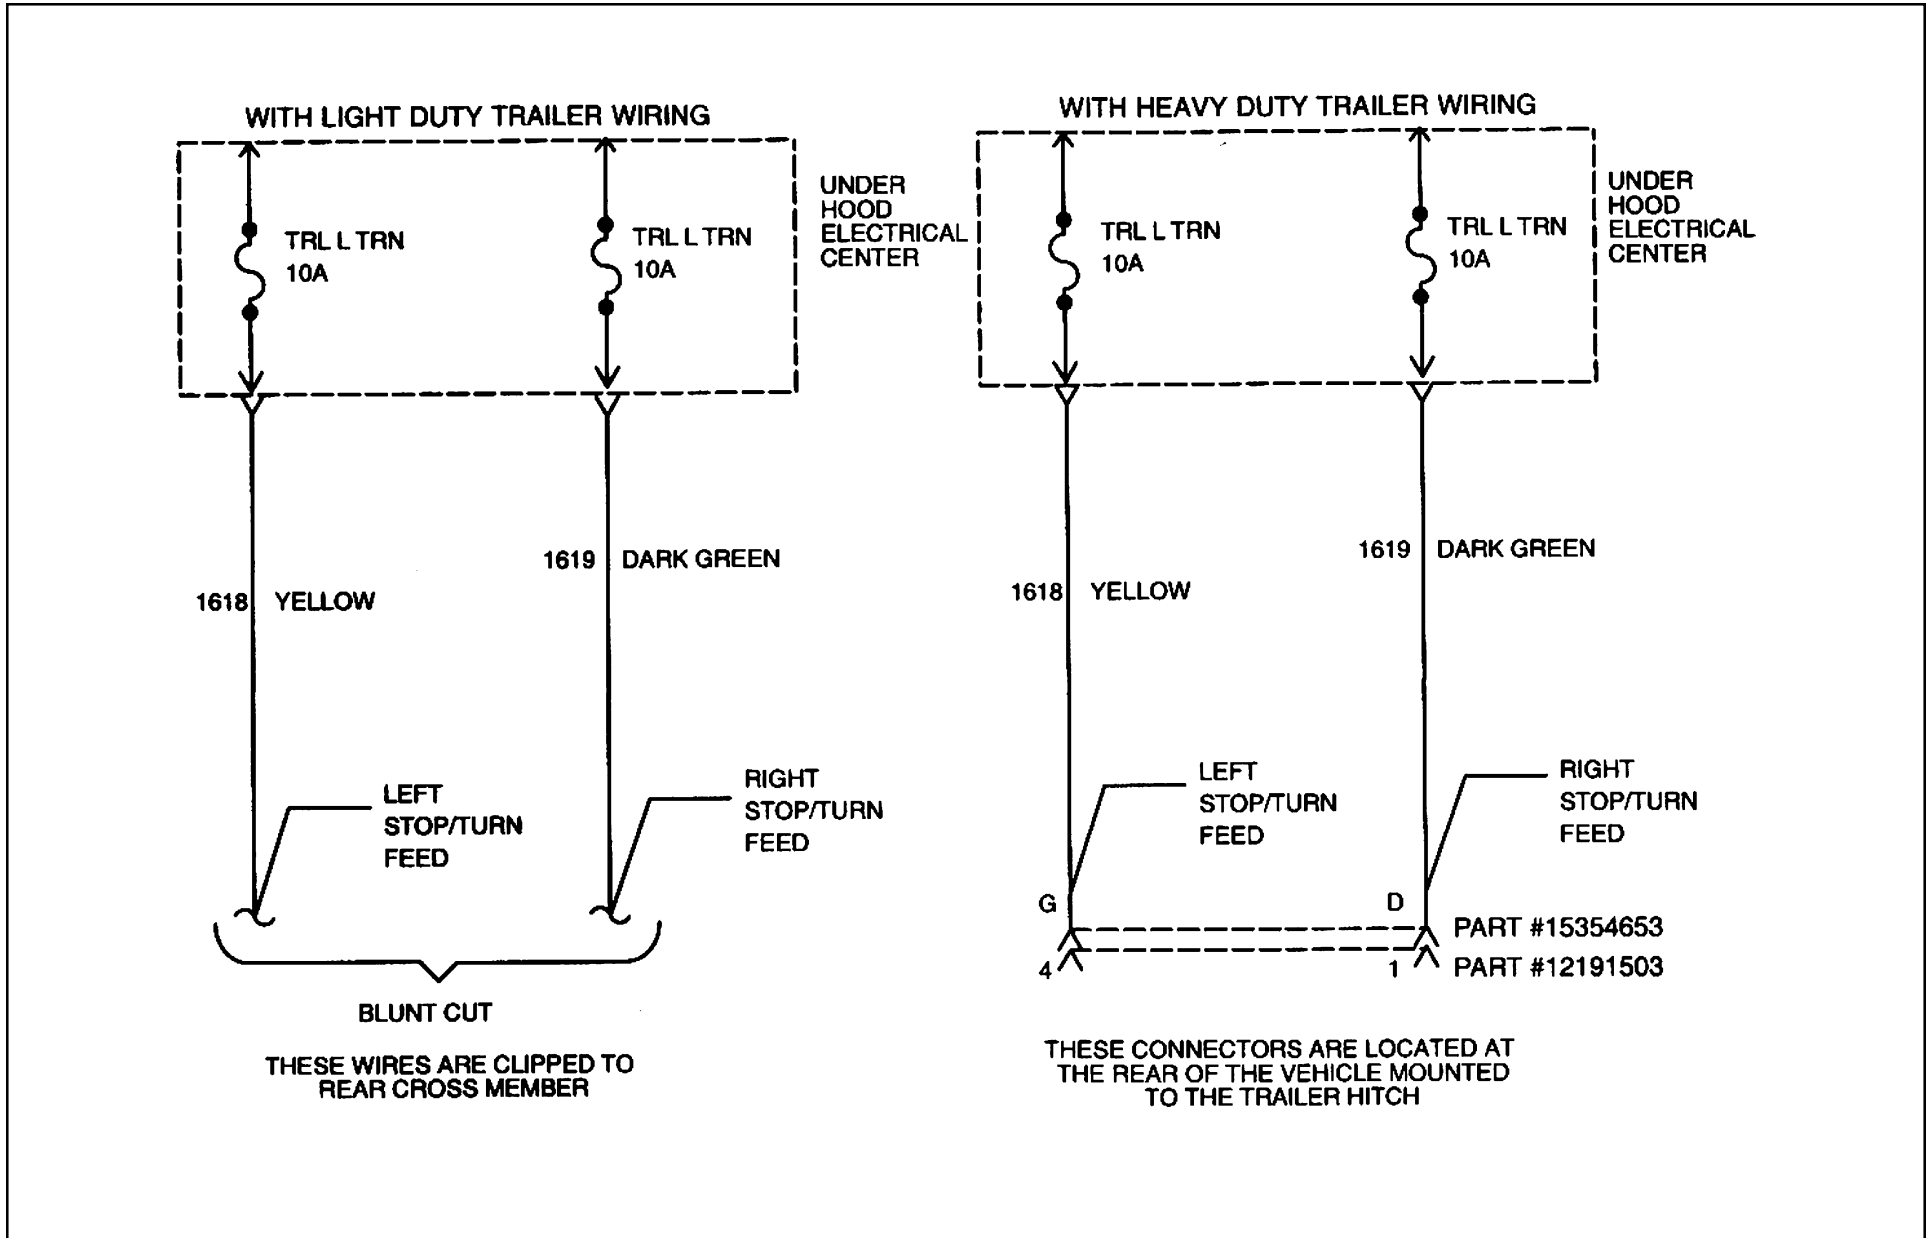 WITH LIGHT DUTY TRAILER WIRING
TRL L TRN
10A
TRL L TRN
10A
UNDER
HOOD
ELECTRICAL
CENTER
1618 YELLOW
1619 DARK GREEN
LEFT
STOP/TURN
FEED
RIGHT
STOP/TURN
FEED
BLUNT CUT
THESE WIRES ARE CLIPPED TO
REAR CROSS MEMBER
WITH HEAVY DUTY TRAILER WIRING
TRL L TRN
10A
TRL L TRN
10A
UNDER
HOOD
ELECTRICAL
CENTER
1618 YELLOW
1619 DARK GREEN
LEFT
STOP/TURN
FEED
RIGHT
STOP/TURN
FEED
G D PART #15354653
4 1 PART #12191503
THESE CONNECTORS ARE LOCATED AT
THE REAR OF THE VEHICLE MOUNTED
TO THE TRAILER HITCH